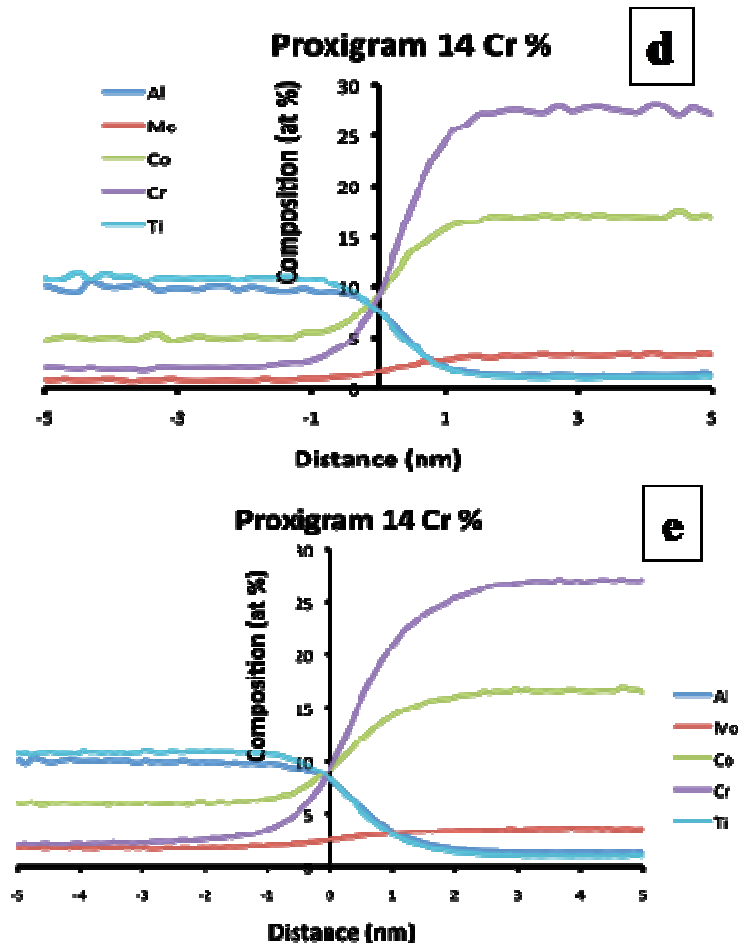 d
Proxigram 14 Cr %
Al
Mo
Co
Cr
Ti
Composition (at %)
30
25
20
15
10
5
0
-5 -3 -1 1 3 5
Distance (nm)
e
Proxigram 14 Cr %
Composition (at %)
30
25
20
15
10
5
0
Al
Mo
Co
Cr
Ti
-5 -4 -3 -2 -1 0 1 2 3 4 5
Distance (nm)